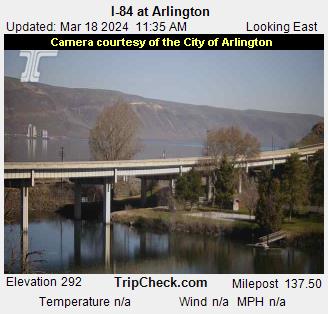 I-84 at Arlington
Updated: Mar 18 2024 11:35 AM Looking East
Camera courtesy of the City of Arlington
Elevation 292 TripCheck.com Milepost 137.50
Temperature n/a Wind n/a MPH n/a